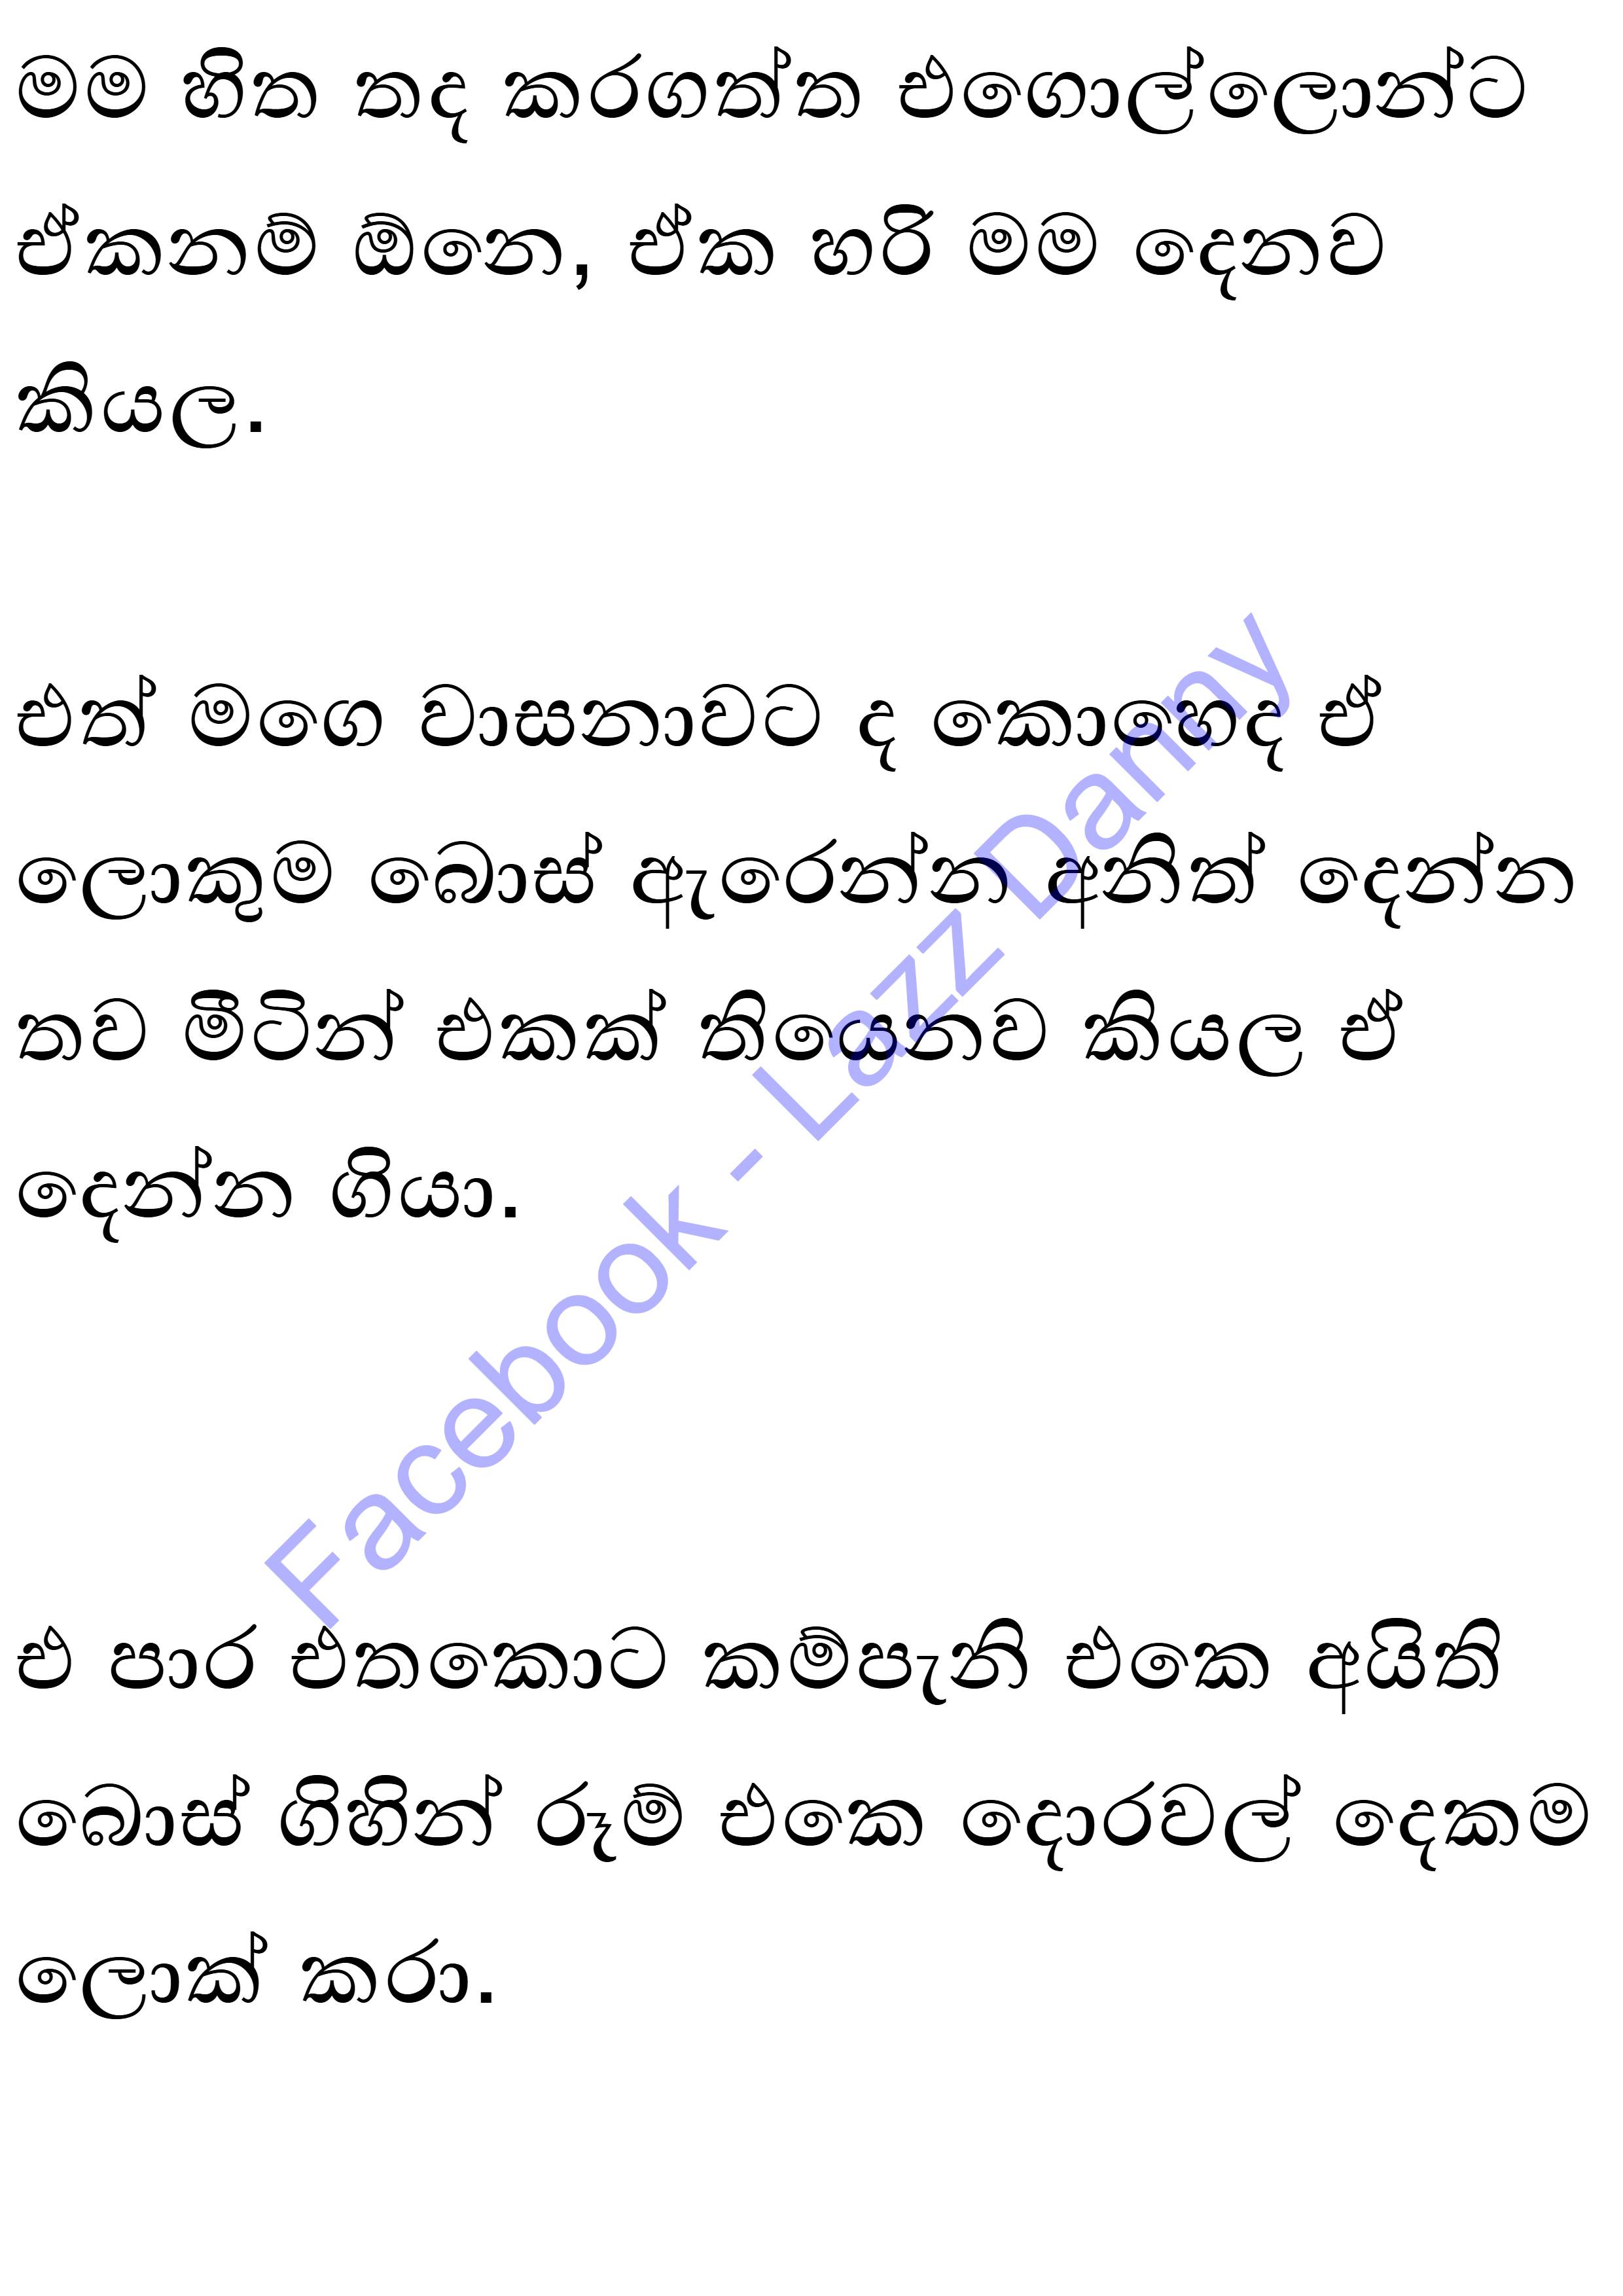 මම හිත තද කරගත්ත එගොල්ලොන්ට
ඒකනම් ඕනෙ, ඒක හරි මම දෙනව
කියල.
එත් මගෙ වාසනාවට ද කොහෙද ඒ
ලොකුම බොස් ඇරෙන්න අනිත් දෙන්න
තව මීටින් එකක් තියෙනව කියල ඒ
දෙන්න ගියා.
එ පාර එතකොට කම්පැනි එකෙ අයිති
බොස් ගිහින් රූම් එකෙ දොරවල් දෙකම
ලොක් කරා.
Facebook - Lazz Danny